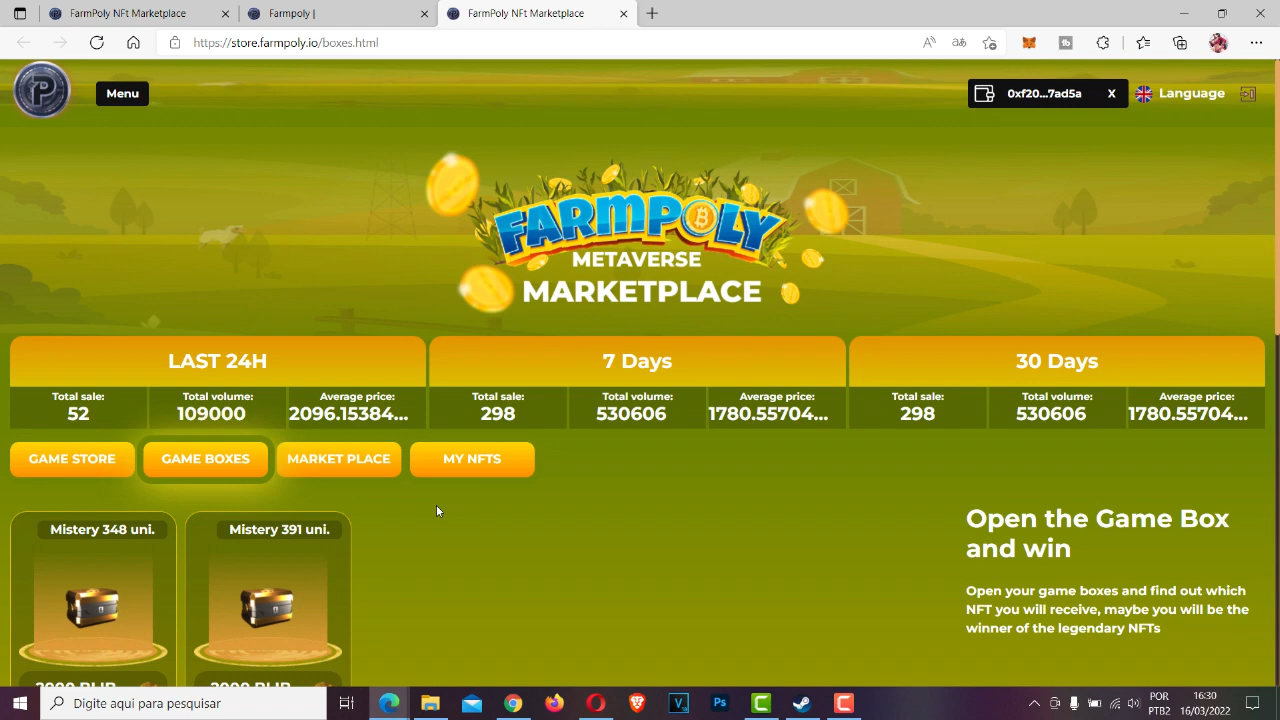 FarmPoly NFT Marketplace
FarmPoly |
FarmPoly Nft Marketplace
https://store.farmpoly.io/boxes.html
Menu
0xf20...7ad5a X
Language
FARMPOLY
METAVERSE
MARKETPLACE
LAST 24H
7 Days
30 Days
Total sale: Total volume: Average price: Total sale: Total volume: Average price: Total sale: Total volume: Average price:
52 109000 2096.15384... 298 530606 1780.55704... 298 530606 1780.55704...
GAME STORE
GAME BOXES
MARKET PLACE
MY NFTS
Mistery 348 uni.
Mistery 391 uni.
Open the Game Box
and win
Open your game boxes and find out which
NFT you will receive, maybe you will be the
winner of the legendary NFTs
Digite aqui para pesquisar
POR
PTB2
16:30
16/03/2022